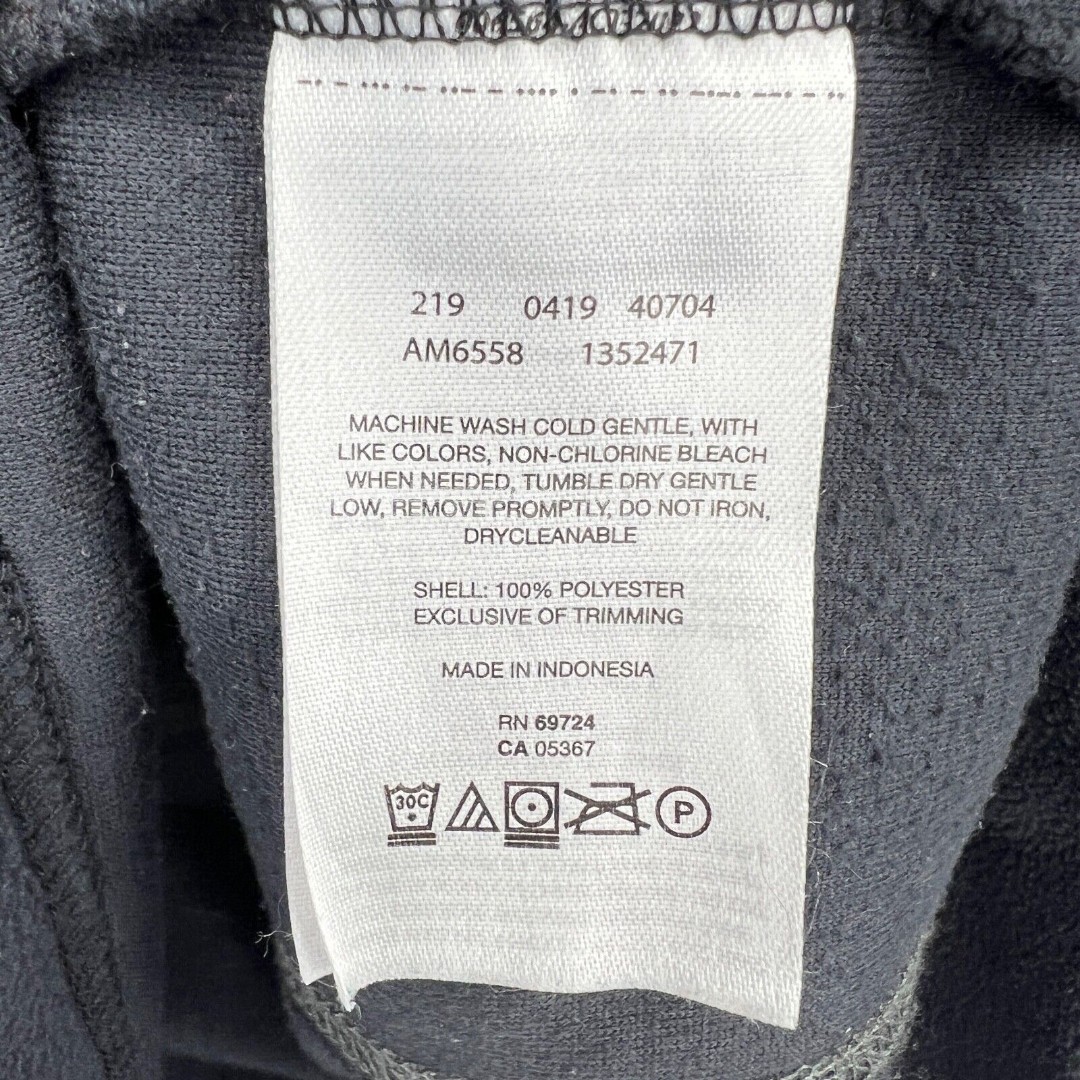 219 0419 40704
AM6558 1352471
MACHINE WASH COLD GENTLE, WITH
LIKE COLORS, NON-CHLORINE BLEACH
WHEN NEEDED, TUMBLE DRY GENTLE
LOW, REMOVE PROMPTLY, DO NOT IRON,
DRYCLEANABLE
SHELL: 100% POLYESTER
EXCLUSIVE OF TRIMMING
MADE IN INDONESIA
RN 69724
CA 05367
30C P